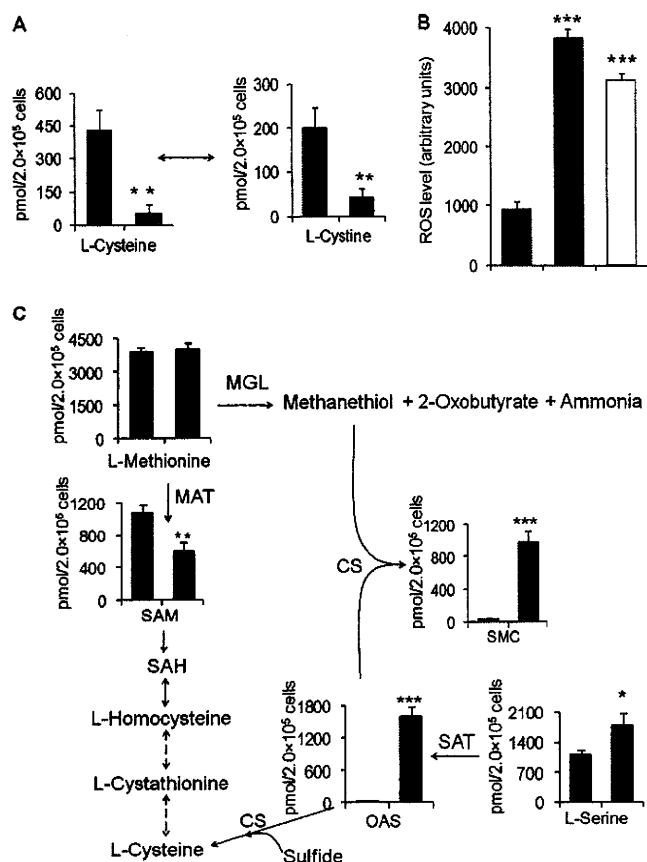 A
pmol/2.0×10⁵ cells
600
450
300
150
0
**
L-Cysteine
pmol/2.0×10⁵ cells
300
200
100
0
**
L-Cystine
B
ROS level (arbitrary units)
4000
3000
2000
1000
0
***
***
C
pmol/2.0×10⁵ cells
4500
3000
1500
0
L-Methionine
MGL
Methanethiol + 2-Oxobutyrate + Ammonia
MAT
pmol/2.0×10⁵ cells
1200
800
400
0
**
SAM
CS
pmol/2.0×10⁵ cells
1200
800
400
0
***
SMC
SAH
L-Homocysteine
L-Cystathionine
L-Cysteine
CS
Sulfide
pmol/2.0×10⁵ cells
1800
1200
600
0
***
OAS
SAT
pmol/2.0×10⁵ cells
2100
1400
700
0
*
L-Serine